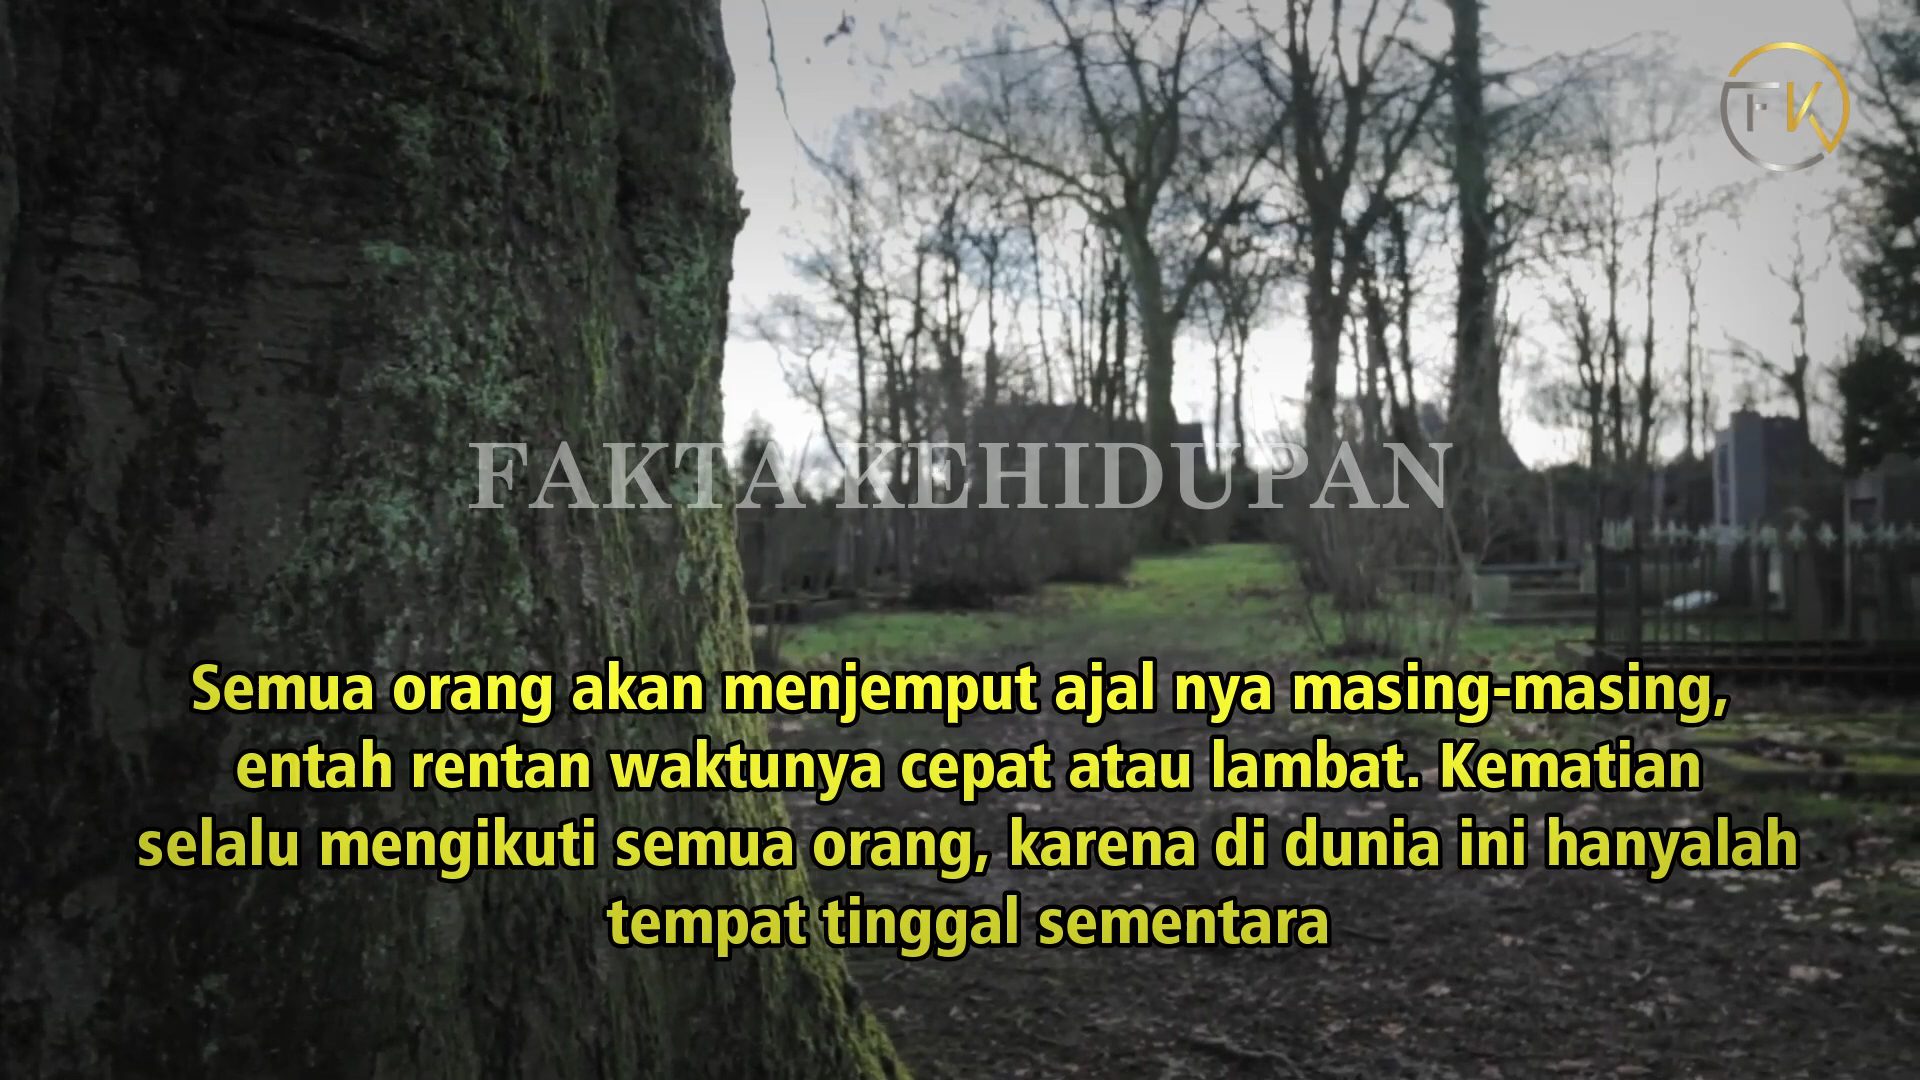 FK
FAKTA KEHIDUPAN
Semua orang akan menjemput ajal nya masing-masing,
entah rentan waktunya cepat atau lambat. Kematian
selalu mengikuti semua orang, karena di dunia ini hanyalah
tempat tinggal sementara